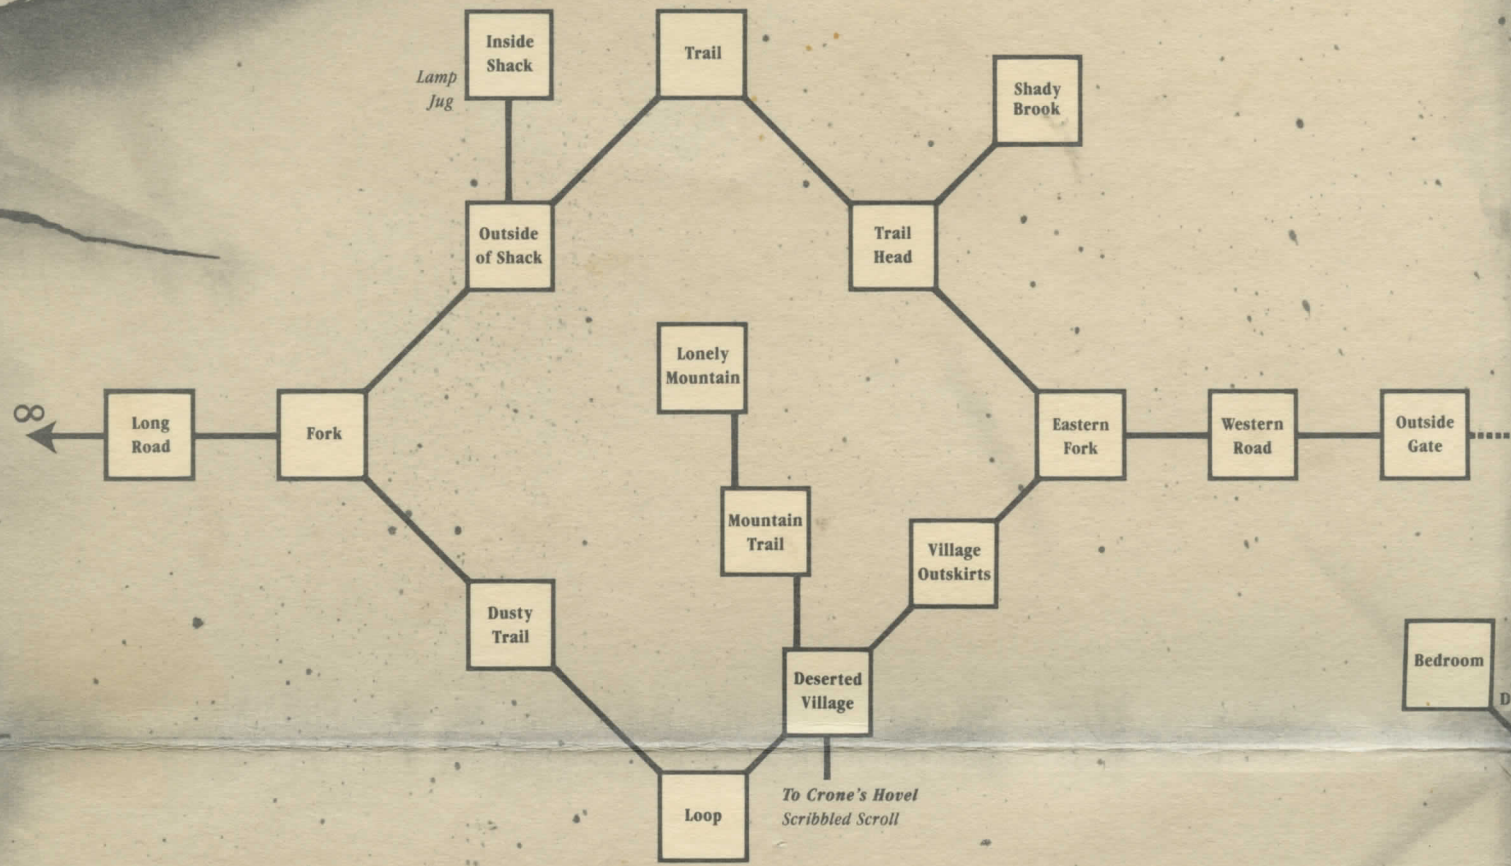 Inside
Shack
Lamp
Jug
Trail
Shady
Brook
Outside
of Shack
Trail
Head
Lonely
Mountain
∞
Long
Road
Fork
Eastern
Fork
Western
Road
Outside
Gate
Mountain
Trail
Village
Outskirts
Dusty
Trail
Deserted
Village
Bedroom
D
Loop
To Crone's Hovel
Scribbled Scroll